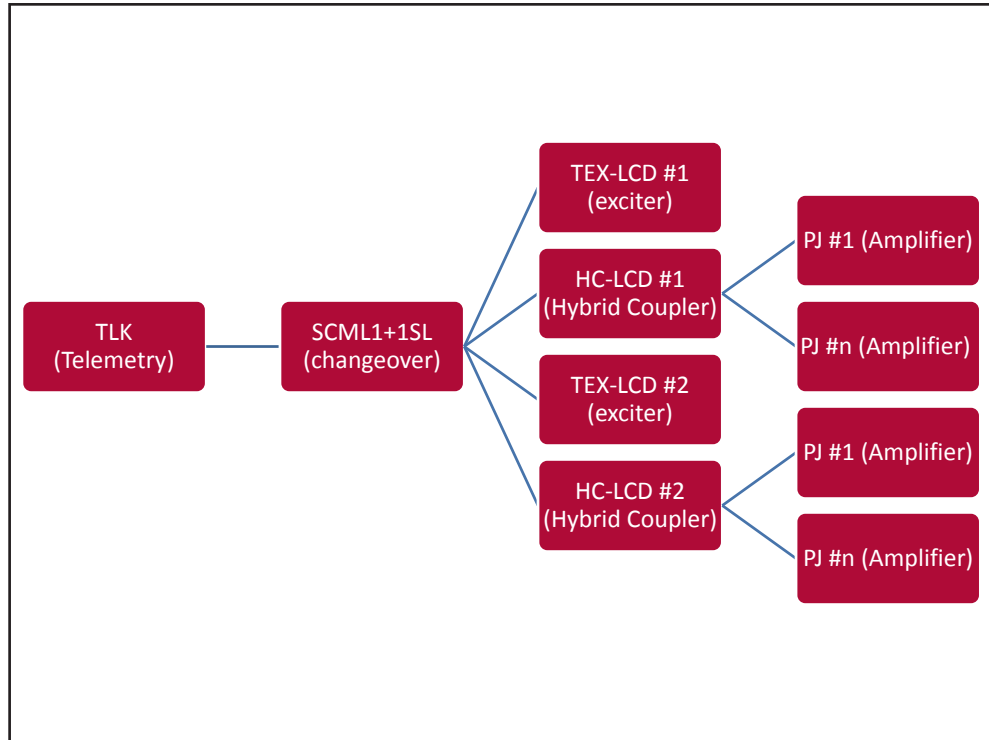 TLK
(Telemetry)
SCML1+1SL
(changeover)
TEX-LCD #1
(exciter)
HC-LCD #1
(Hybrid Coupler)
TEX-LCD #2
(exciter)
HC-LCD #2
(Hybrid Coupler)
PJ #1 (Amplifier)
PJ #n (Amplifier)
PJ #1 (Amplifier)
PJ #n (Amplifier)